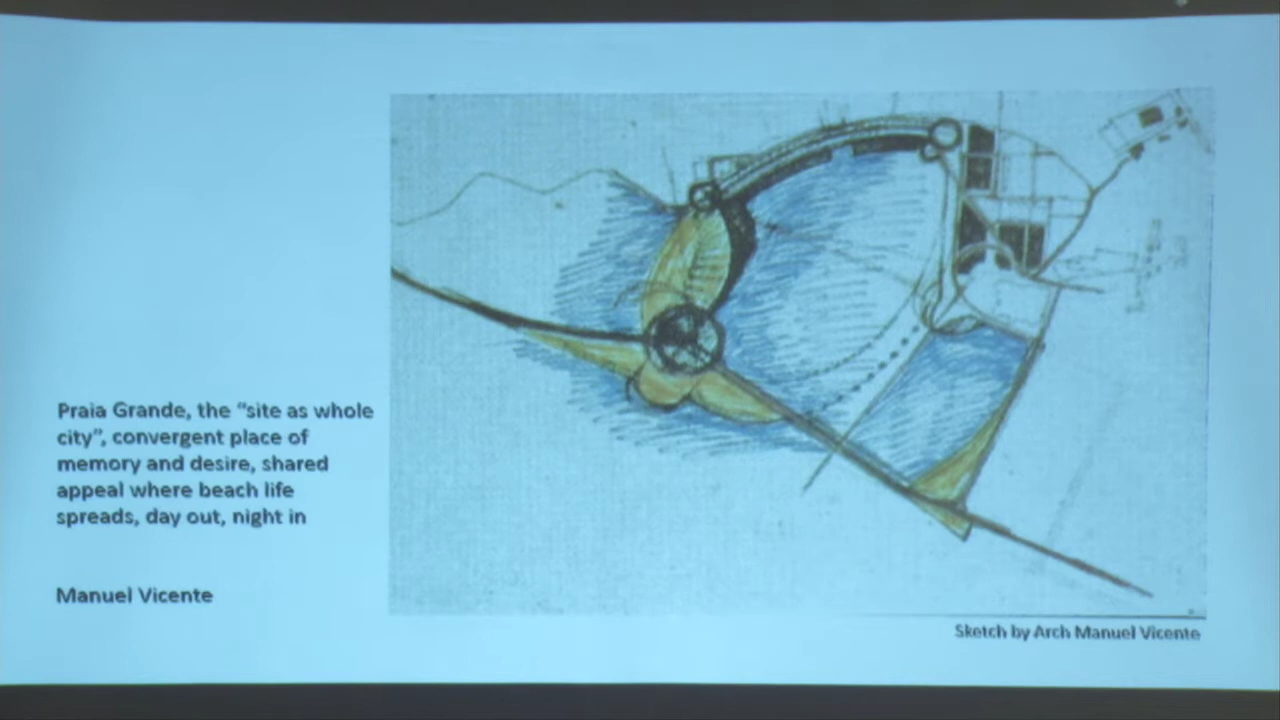 Praia Grande, the “site as whole
city”, convergent place of
memory and desire, shared
appeal where beach life
spreads, day out, night in
Manuel Vicente
Sketch by Arch Manuel Vicente